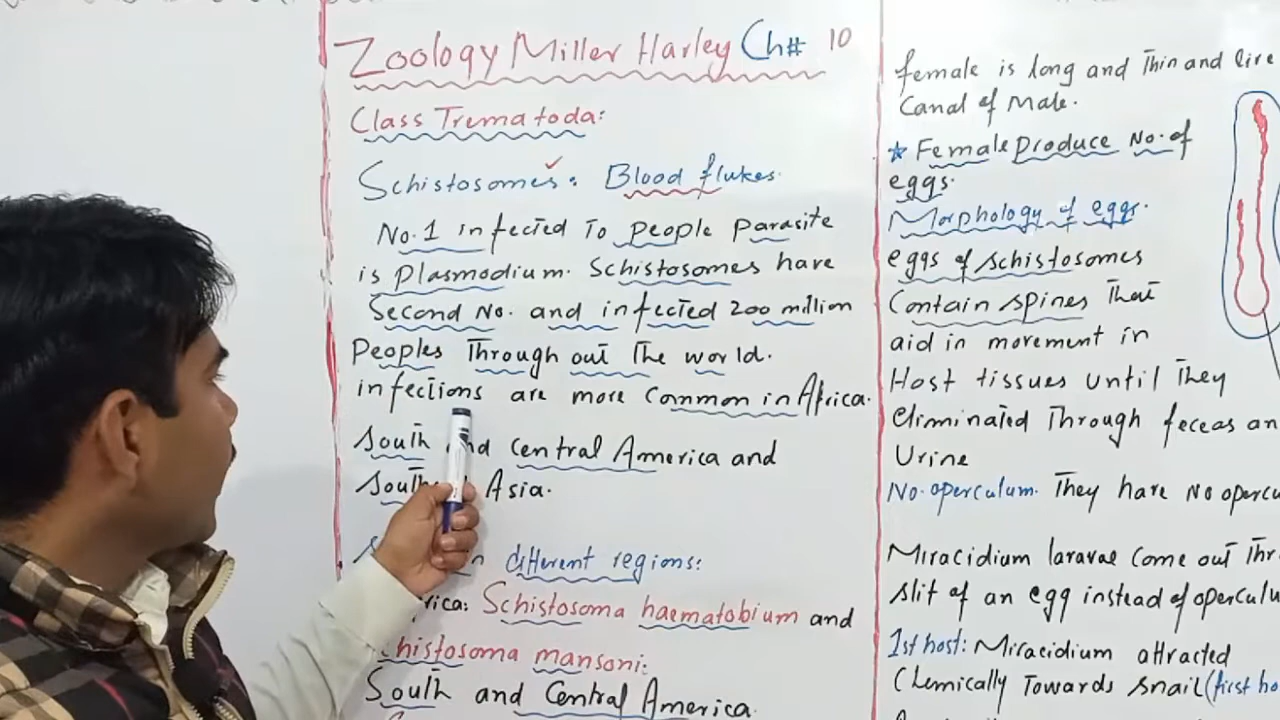 Zoology Miller Harley Ch# 10
Class Trematoda:
Schistosomes: Blood flukes.
No.1 infected To people parasite
is Plasmodium. Schistosomes have
Second No. and infected 200 million
Peoples Through out The world.
infections are more Common in Africa.
South and Central America and
South Asia.
different regions:
Schistosoma haematobium and
Schistosoma mansoni:
South and Central America.
female is long and Thin and live
Canal of Male.
★ Female Produce No. of
eggs.
Morphology of eggs.
eggs of schistosomes
Contain spines That
aid in movement in
Host tissues until They
eliminated Through feceas an
Urine
No. operculum. They have No opercu
Miracidium laravae come out Thr
slit of an egg instead of operculu
1st host: Miracidium attracted
Chemically Towards snail (first ho